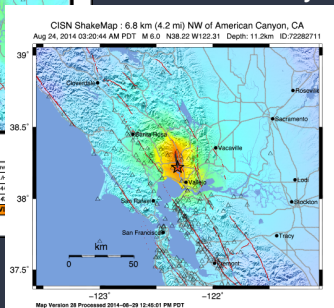 CISN ShakeMap : 6.8 km (4.2 mi) NW of American Canyon, CA
Aug 24, 2014 03:20:44 AM PDT M 6.0 N38.22 W122.31 Depth: 11.2km ID:72282711
39°
Cloverdale
Roseville
38.5°
Santa Rosa
Sacramento
Vacaville
Vallejo
Lodi
38°
San Rafael
Stockton
San Francisco
Tracy
km
0 50
Fremont
37.5°
-123° -122°
Map Version 28 Processed 2014-08-29 12:45:01 PM PDT